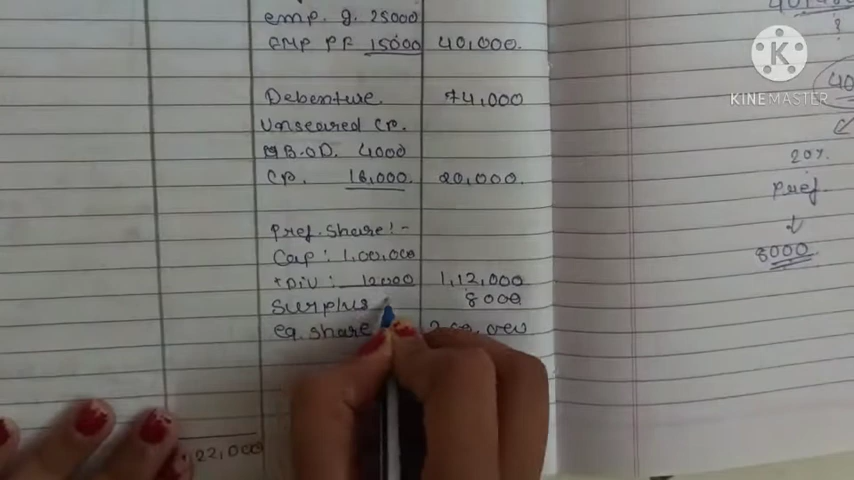 emp. g. 25000
EMP PF 15000 40,000.
Debenture. 74,000
Unseared Cr.
B.OD. 4000
Cr. 16,000. 20,000.
Pref. Share:-
Cap: 1,00,000
+Div: 12000 1,12,000
Surplus 8000
eq. share
22,000
KINEMASTER
20%.
Pref
8000